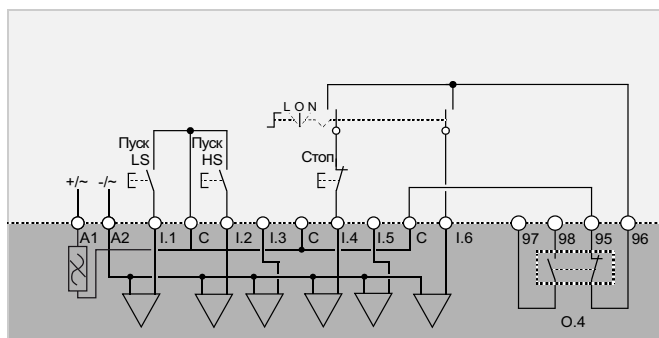 L O N
Пуск
LS
Пуск
HS
Стоп
+/~
-/~
A1
A2
I.1
C
I.2
I.3
C
I.4
I.5
C
I.6
97
98
95
96
O.4